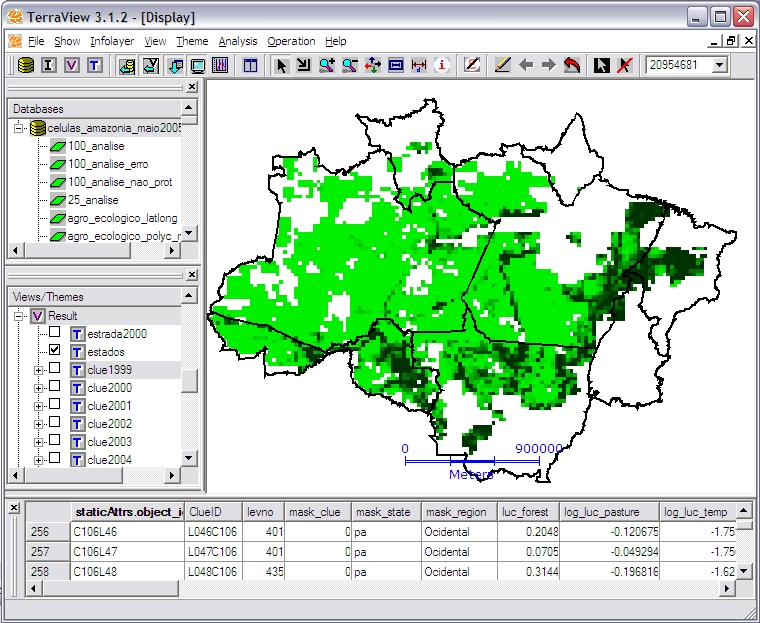 TerraView 3.1.2 - [Display]
File Show Infolayer View Theme Analysis Operation Help
I V T 20954681
Databases
celulas_amazonia_maio2005
100_analise
100_analise_erro
100_analise_nao_prot
25_analise
agro_ecologico_latlong
agro_ecologico_polyc_r
Views/Themes
V Result
T estrada2000
T estados
T clue1999
T clue2000
T clue2001
T clue2002
T clue2003
T clue2004
0 900000
Meters
staticAttrs.object_id ClueID levno mask_clue mask_state mask_region luc_forest log_luc_pasture log_luc_temp
256 C106L46 L046C106 401 0 pa Ocidental 0.2048 -0.120675 -1.75
257 C106L47 L047C106 401 0 pa Ocidental 0.0705 -0.049294 -1.75
258 C106L48 L048C106 435 0 pa Ocidental 0.3144 -0.196816 -1.62